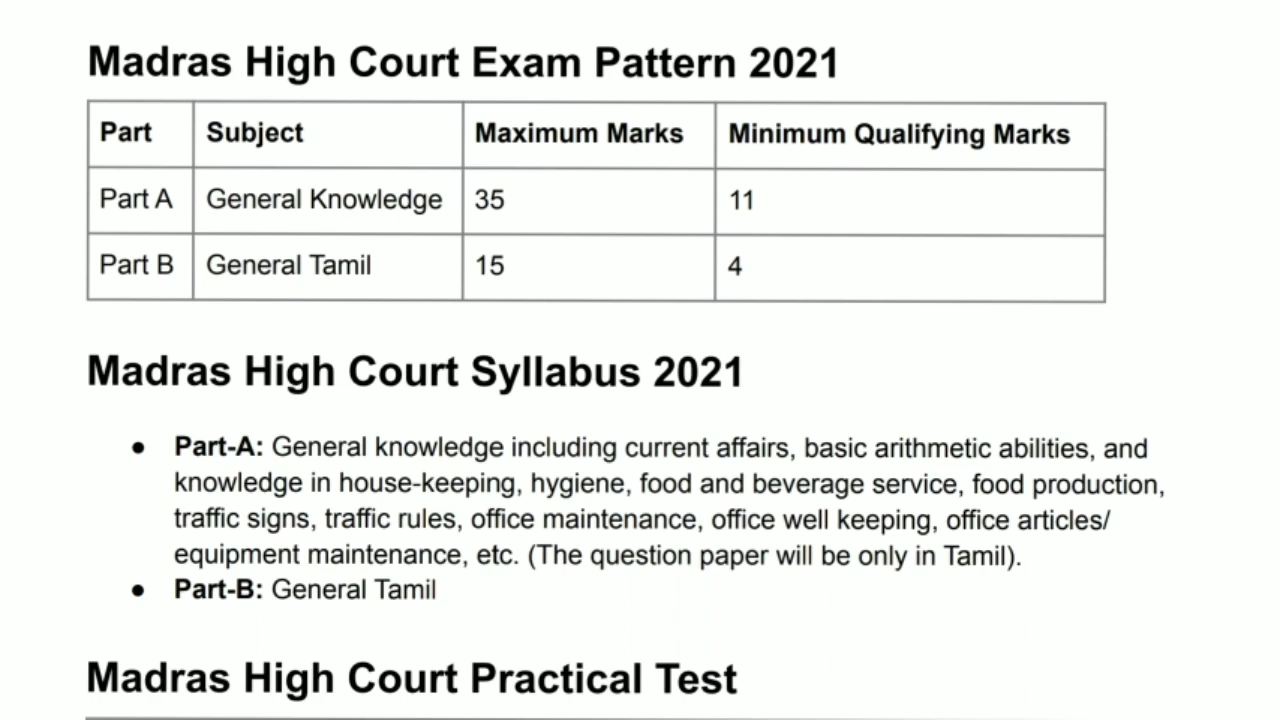 Madras High Court Exam Pattern 2021
Part Subject Maximum Marks Minimum Qualifying Marks
Part A General Knowledge 35 11
Part B General Tamil 15 4
Madras High Court Syllabus 2021
● Part-A: General knowledge including current affairs, basic arithmetic abilities, and
knowledge in house-keeping, hygiene, food and beverage service, food production,
traffic signs, traffic rules, office maintenance, office well keeping, office articles/
equipment maintenance, etc. (The question paper will be only in Tamil).
● Part-B: General Tamil
Madras High Court Practical Test